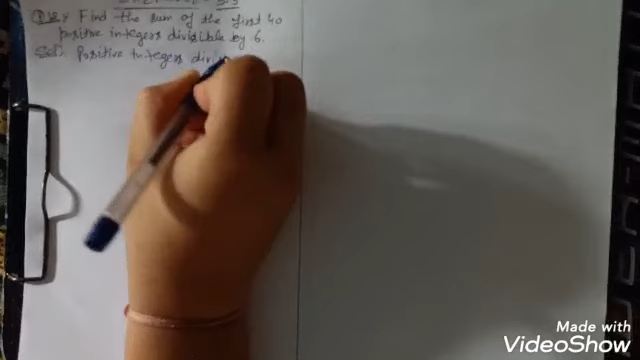 Find the sum of the first 40
positive integers divisible by 6.
Sol. Positive integers divi
Made with
VideoShow